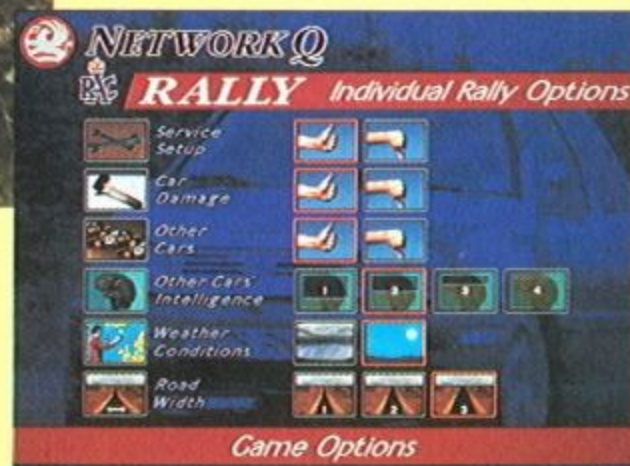 NETWORK Q
RAC RALLY Individual Rally Options
Service
Setup
Car
Damage
Other
Cars
Other Cars'
Intelligence
1 2 3 4
Weather
Conditions
Road
Width
1 2 3
Game Options